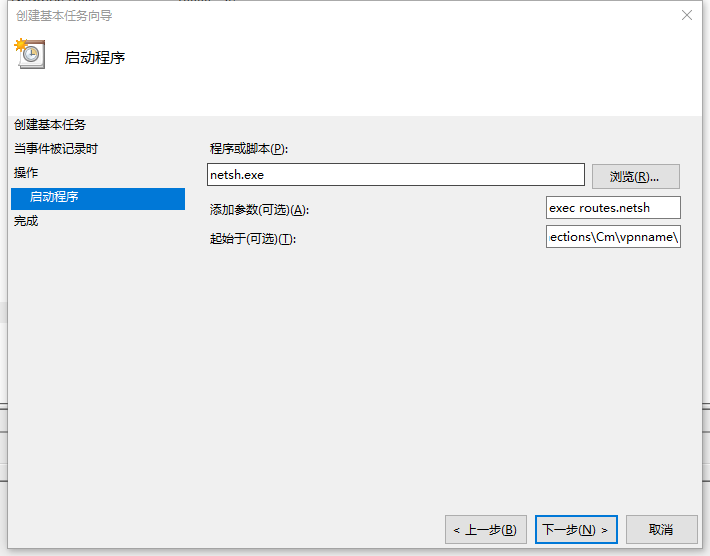 创建基本任务向导
启动程序
创建基本任务
当事件被记录时
操作
启动程序
完成
程序或脚本(P):
netsh.exe
浏览(R)...
添加参数(可选)(A):
exec routes.netsh
起始于(可选)(T):
ections\Cm\vpnname\
< 上一步(B)
下一步(N) >
取消